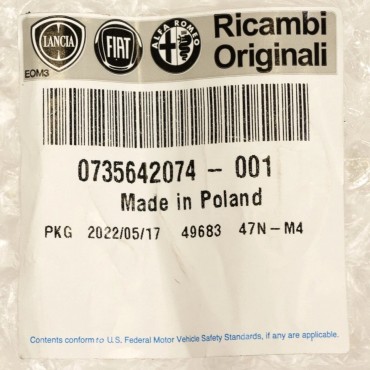 LANCIA FIAT ALFA ROMEO Ricambi
Originali
EOM3
0735642074 - 001
Made in Poland
PKG 2022/05/17 49683 47N-M4
Contents conform to U.S. Federal Motor Vehicle Safety Standards, if any are applicable.